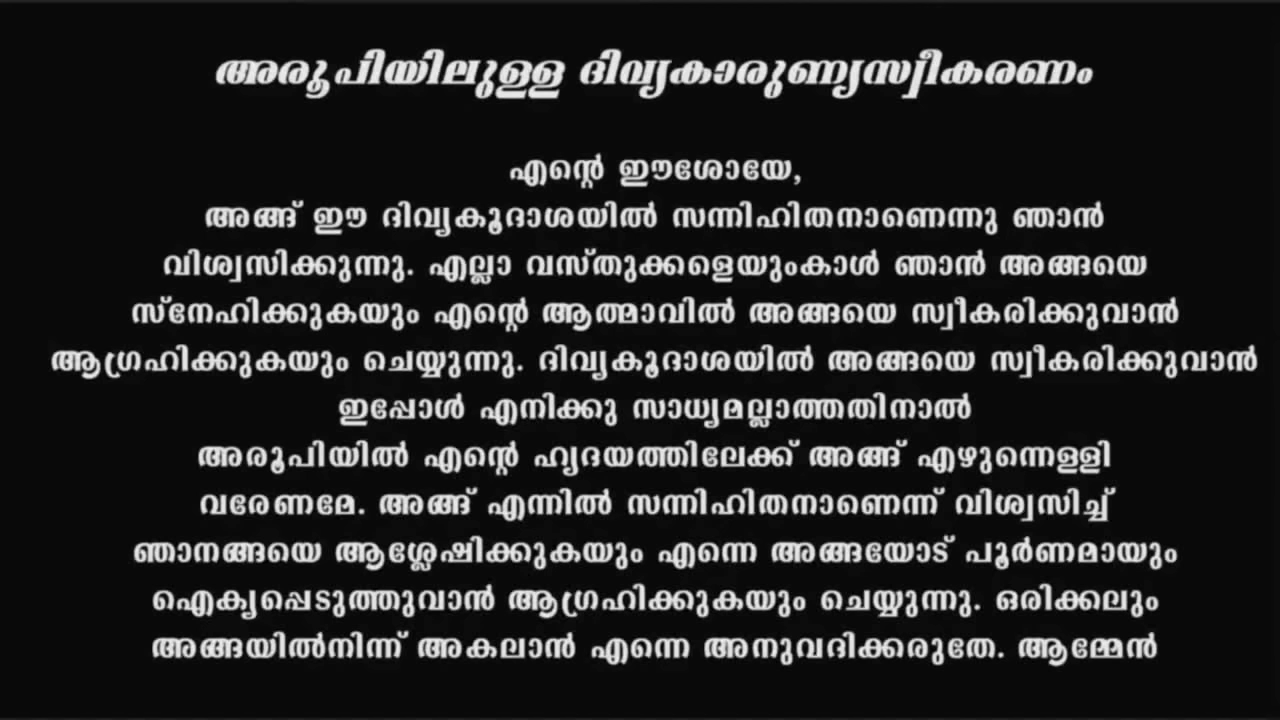 അരൂപിയിലുള്ള ദിവ്യകാരുണ്യസ്വീകരണം
എന്റെ ഈശോയേ,
അങ്ങ് ഈ ദിവ്യകൂദാശയിൽ സന്നിഹിതനാണെന്നു ഞാൻ
വിശ്വസിക്കുന്നു. എല്ലാ വസ്തുക്കളെയുംകാൾ ഞാൻ അങ്ങയെ
സ്നേഹിക്കുകയും എന്റെ ആത്മാവിൽ അങ്ങയെ സ്വീകരിക്കുവാൻ
ആഗ്രഹിക്കുകയും ചെയ്യുന്നു. ദിവ്യകൂദാശയിൽ അങ്ങയെ സ്വീകരിക്കുവാൻ
ഇപ്പോൾ എനിക്കു സാധ്യമല്ലാത്തതിനാൽ
അരൂപിയിൽ എന്റെ ഹൃദയത്തിലേക്ക് അങ്ങ് എഴുന്നെള്ളി
വരേണമേ. അങ്ങ് എന്നിൽ സന്നിഹിതനാണെന്ന് വിശ്വസിച്ച്
ഞാനങ്ങയെ ആശ്ലേഷിക്കുകയും എന്നെ അങ്ങയോട് പൂർണമായും
ഐക്യപ്പെടുത്തുവാൻ ആഗ്രഹിക്കുകയും ചെയ്യുന്നു. ഒരിക്കലും
അങ്ങയിൽനിന്ന് അകലാൻ എന്നെ അനുവദിക്കരുതേ. ആമ്മേൻ